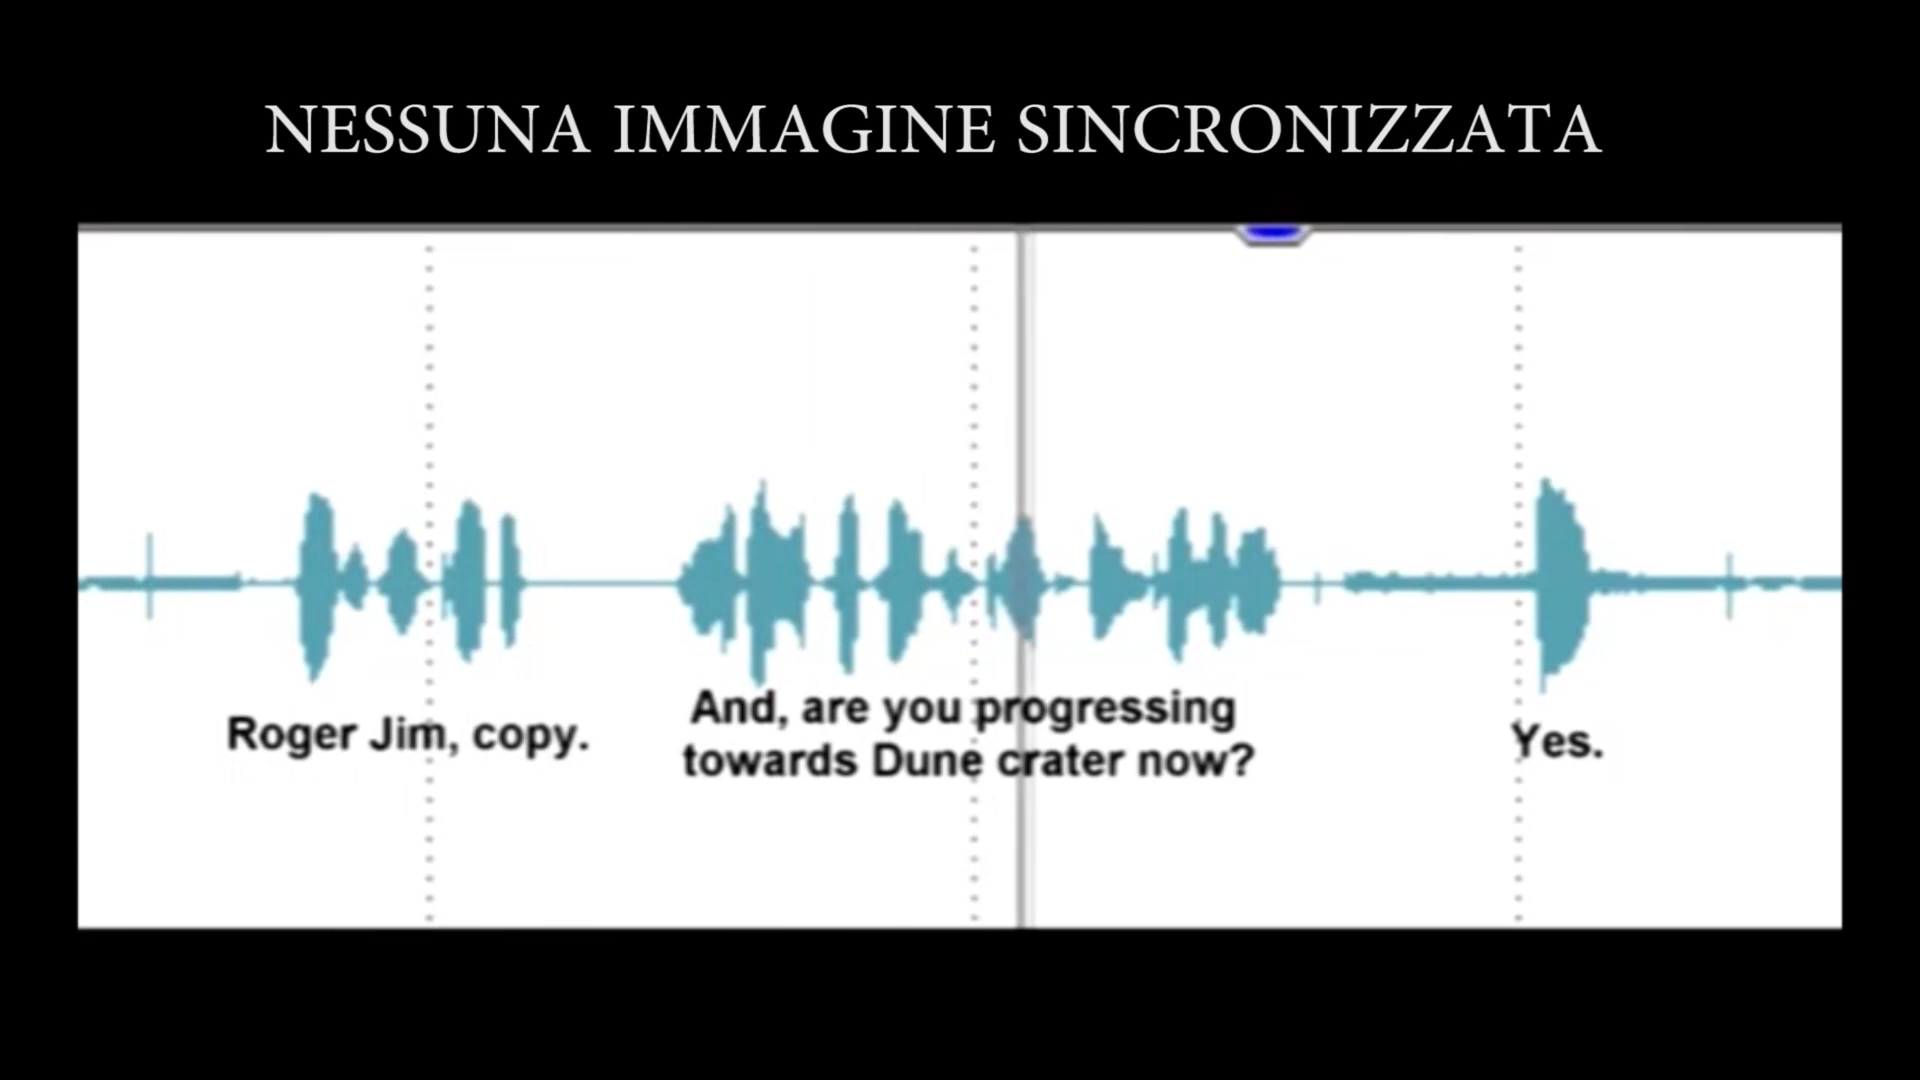 NESSUNA IMMAGINE SINCRONIZZATA
Roger Jim, copy.
And, are you progressing
towards Dune crater now?
Yes.